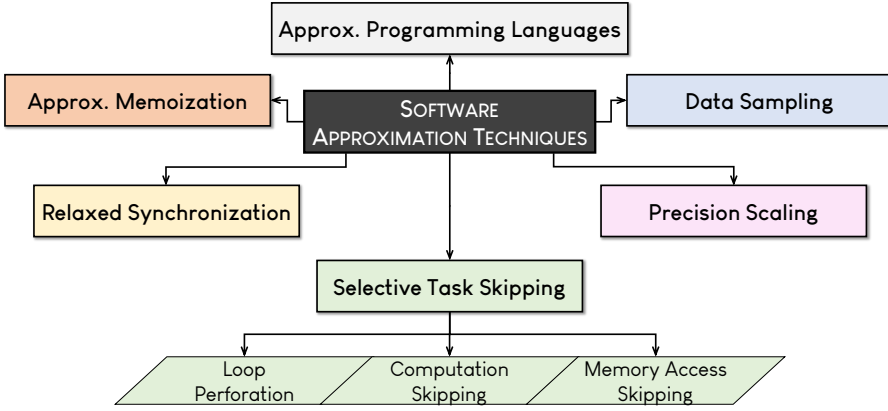 Approx. Programming Languages
Approx. Memoization
SOFTWARE
APPROXIMATION TECHNIQUES
Data Sampling
Relaxed Synchronization
Precision Scaling
Selective Task Skipping
Loop
Perforation
Computation
Skipping
Memory Access
Skipping